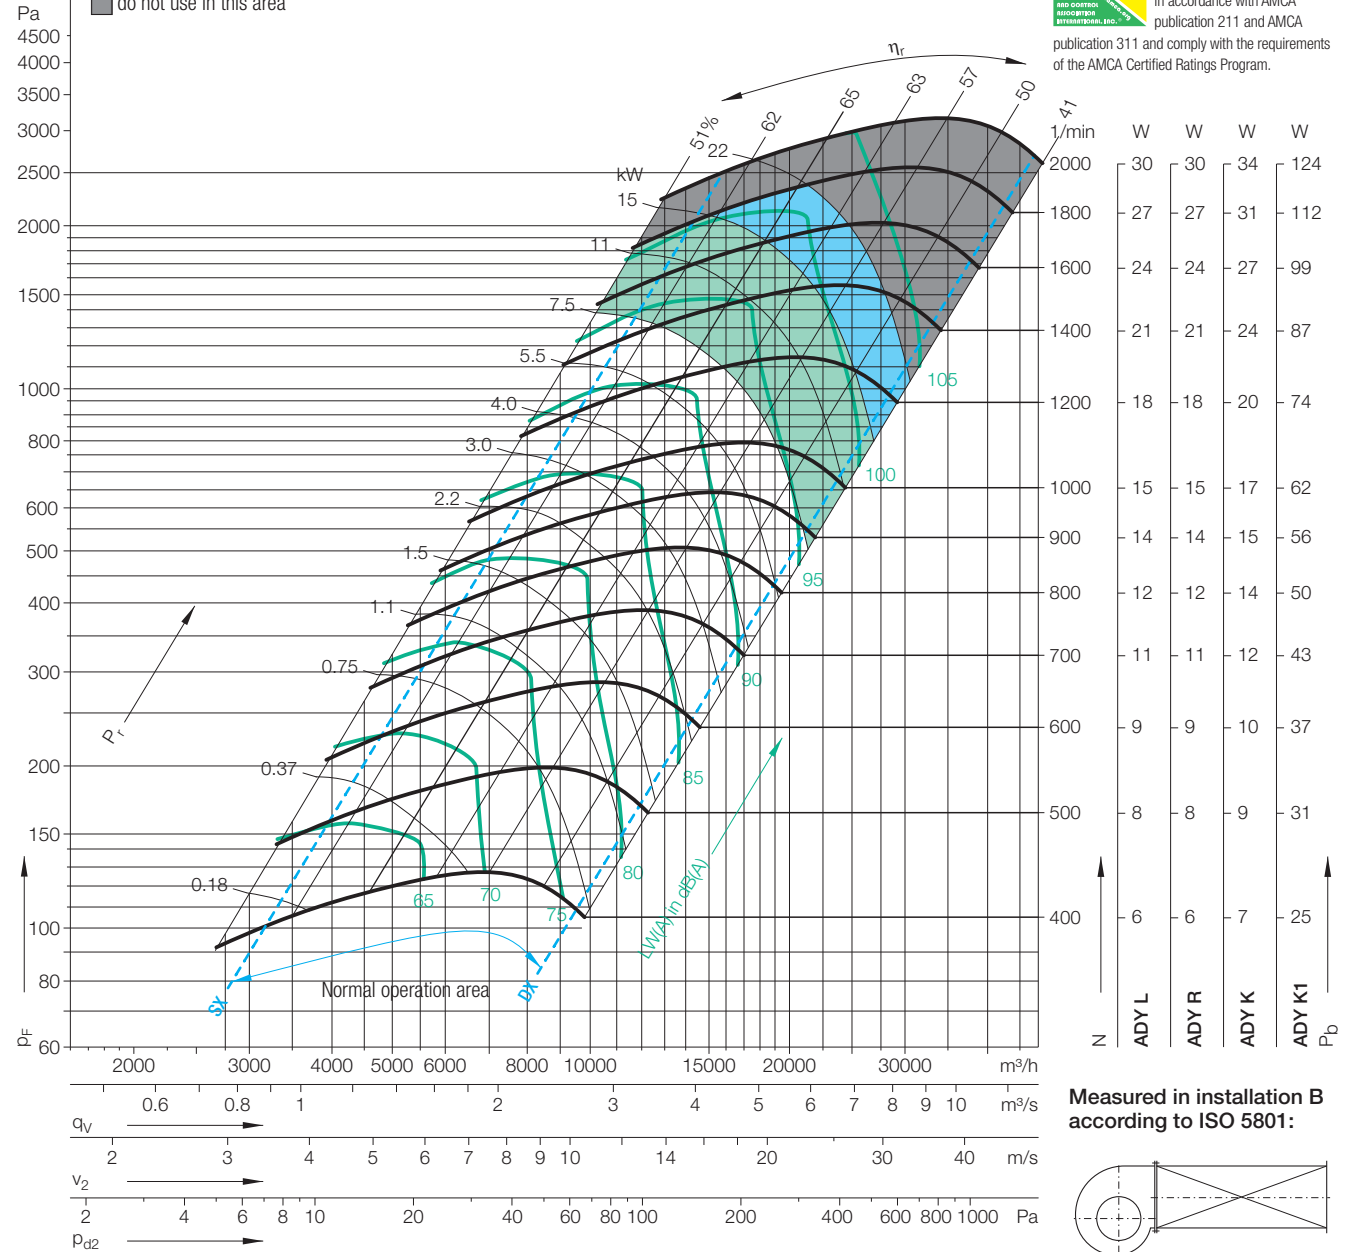 Pa
do not use in this area
AND CONTROL
ASSOCIATION
INTERNATIONAL, INC.®
in accordance with AMCA
publication 211 and AMCA
publication 311 and comply with the requirements
of the AMCA Certified Ratings Program.
4500
4000
3500
3000
2500
2000
1500
1000
800
600
500
400
300
200
150
100
80
60
pF
ηr
51%
62
65
63
57
50
41
kW
22
15
11
7.5
5.5
4.0
3.0
2.2
1.5
1.1
0.75
0.37
0.18
Pr
65
70
75
80
85
90
95
100
105
LW(A) in dB(A)
SX
DX
Normal operation area
1/min W W W W
2000 30 30 34 124
1800 27 27 31 112
1600 24 24 27 99
1400 21 21 24 87
1200 18 18 20 74
1000 15 15 17 62
900 14 14 15 56
800 12 12 14 50
700 11 11 12 43
600 9 9 10 37
500 8 8 9 31
400 6 6 7 25
N ADY L ADY R ADY K ADY K1 Pb
2000 3000 4000 5000 6000 8000 10000 15000 20000 30000 m³/h
0.6 0.8 1 2 3 4 5 6 7 8 9 10 m³/s
qV
2 3 4 5 6 7 8 9 10 14 20 30 40 m/s
v2
2 4 6 8 10 20 40 60 80 100 200 400 600 800 1000 Pa
pd2
Measured in installation B
according to ISO 5801: